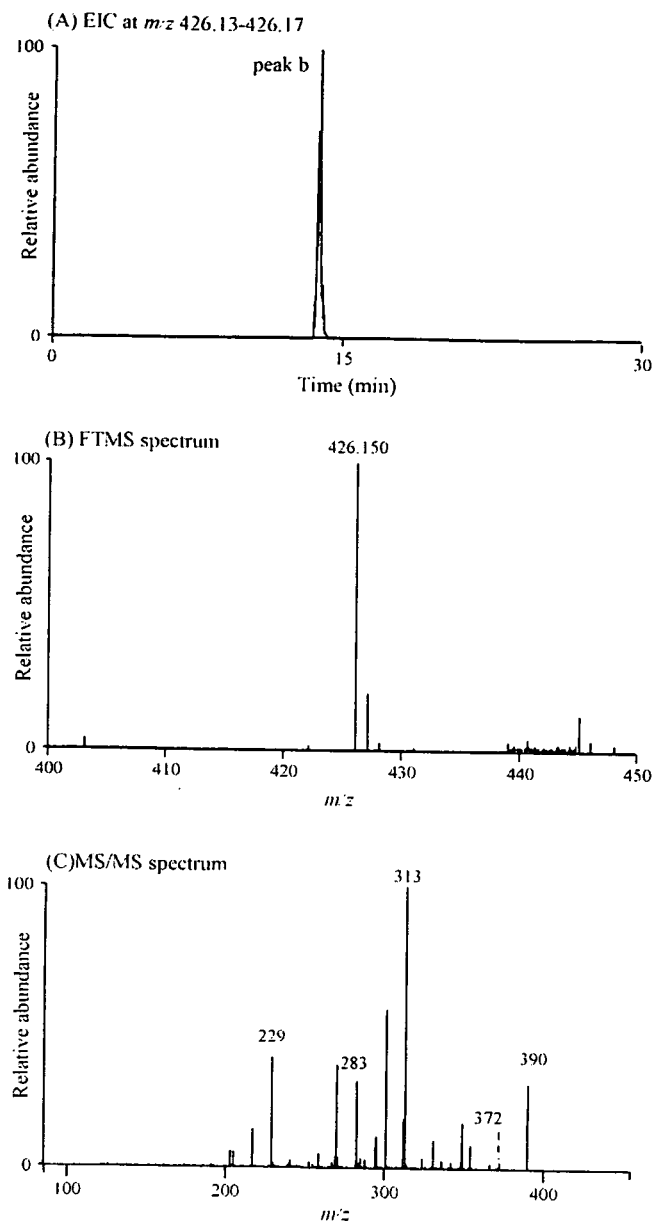 (A) EIC at m/z 426.13-426.17
100
peak b
Relative abundance
0
0
15
30
Time (min)
(B) FTMS spectrum
100
426.150
Relative abundance
0
400
410
420
430
440
450
m/z
(C)MS/MS spectrum
100
313
Relative abundance
229
283
390
372
0
100
200
300
400
m/z